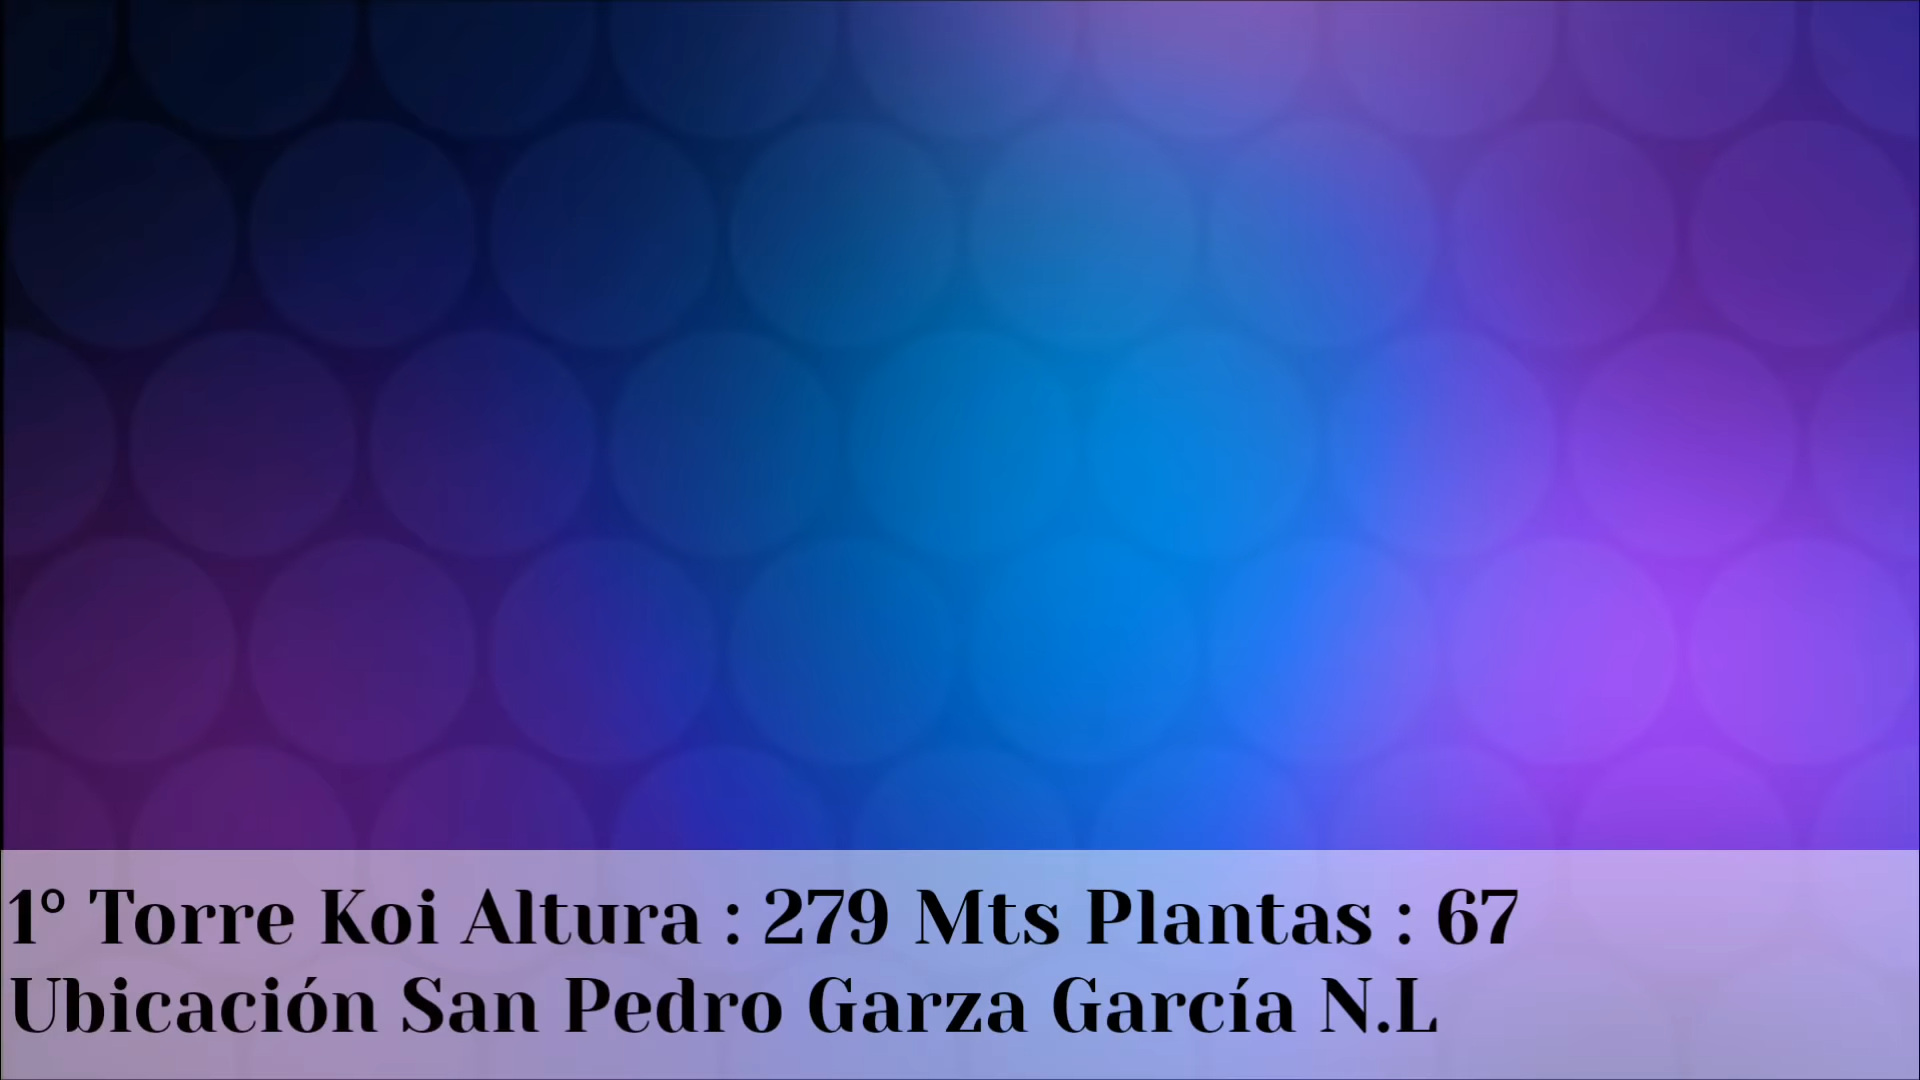 1° Torre Koi Altura : 279 Mts Plantas : 67
Ubicación San Pedro Garza García N.L